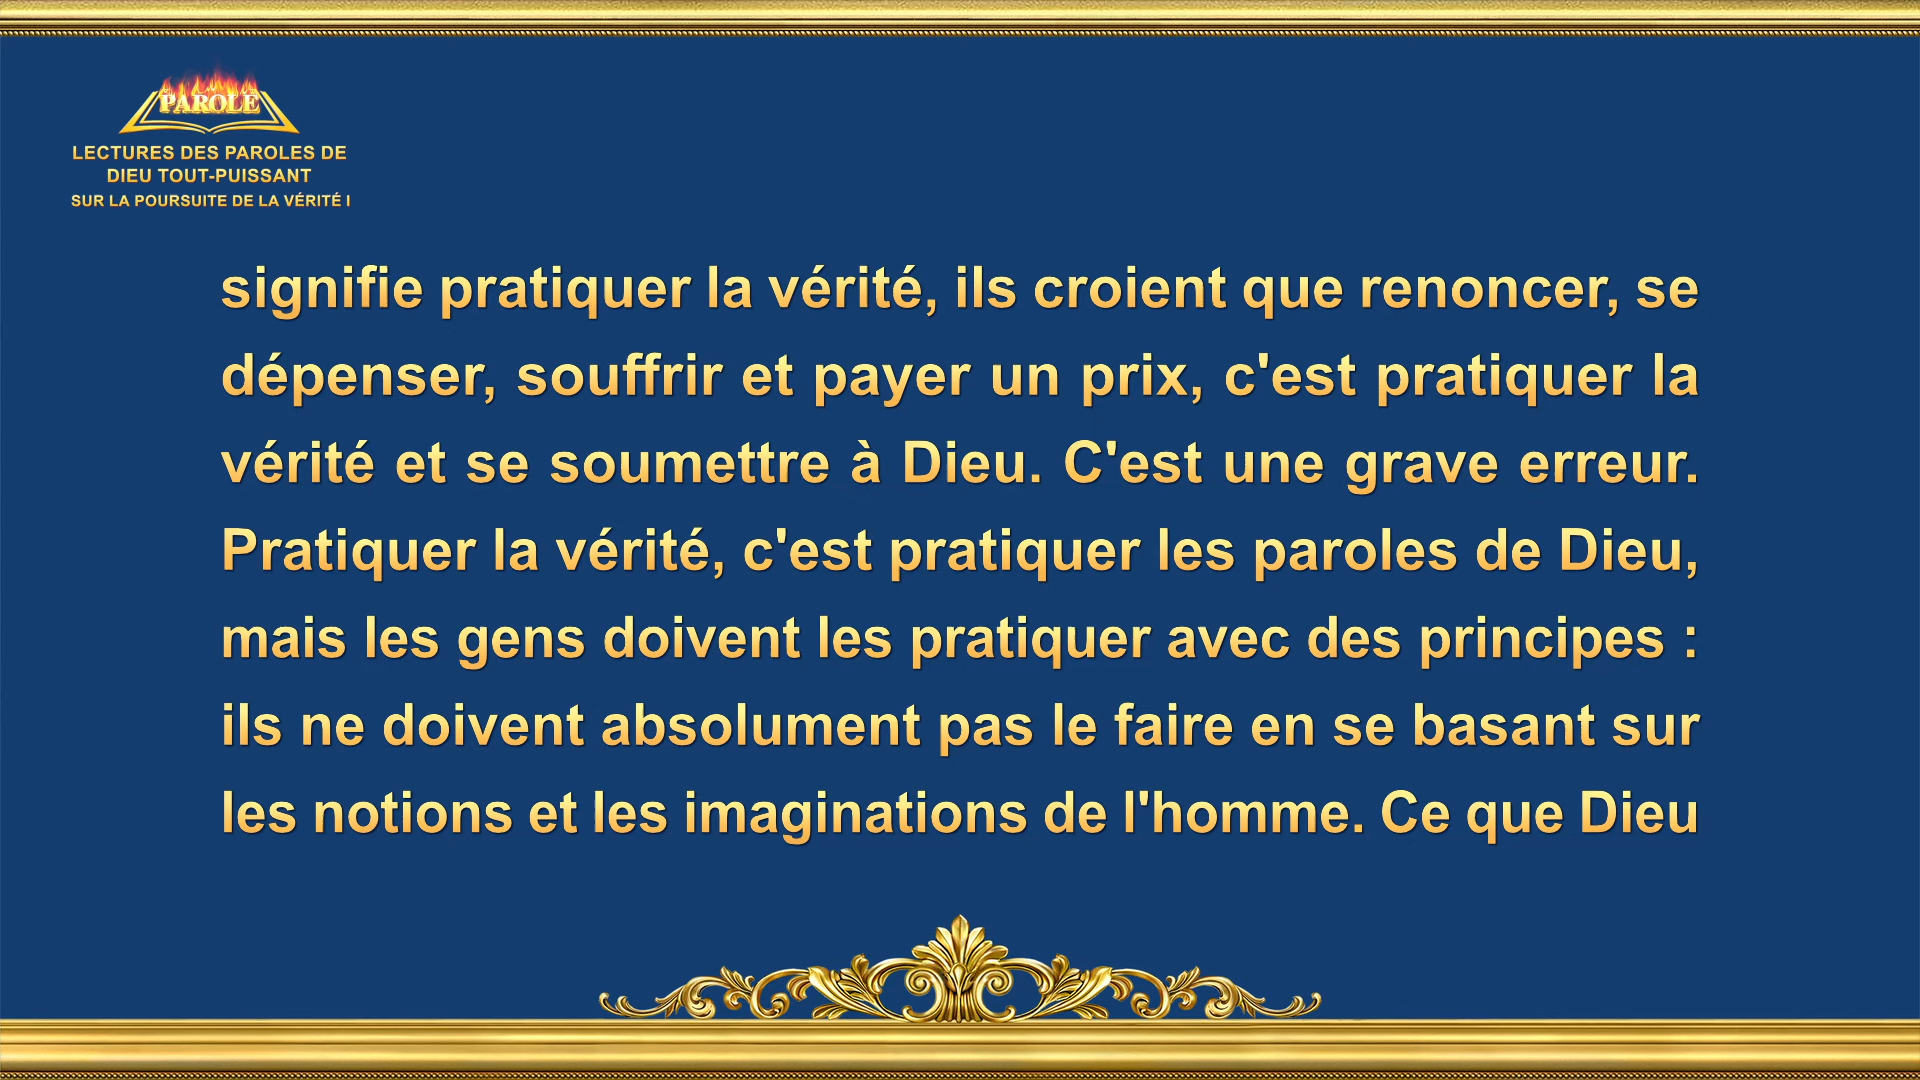 PAROLE
LECTURES DES PAROLES DE
DIEU TOUT-PUISSANT
SUR LA POURSUITE DE LA VÉRITÉ I
signifie pratiquer la vérité, ils croient que renoncer, se
dépenser, souffrir et payer un prix, c'est pratiquer la
vérité et se soumettre à Dieu. C'est une grave erreur.
Pratiquer la vérité, c'est pratiquer les paroles de Dieu,
mais les gens doivent les pratiquer avec des principes :
ils ne doivent absolument pas le faire en se basant sur
les notions et les imaginations de l'homme. Ce que Dieu